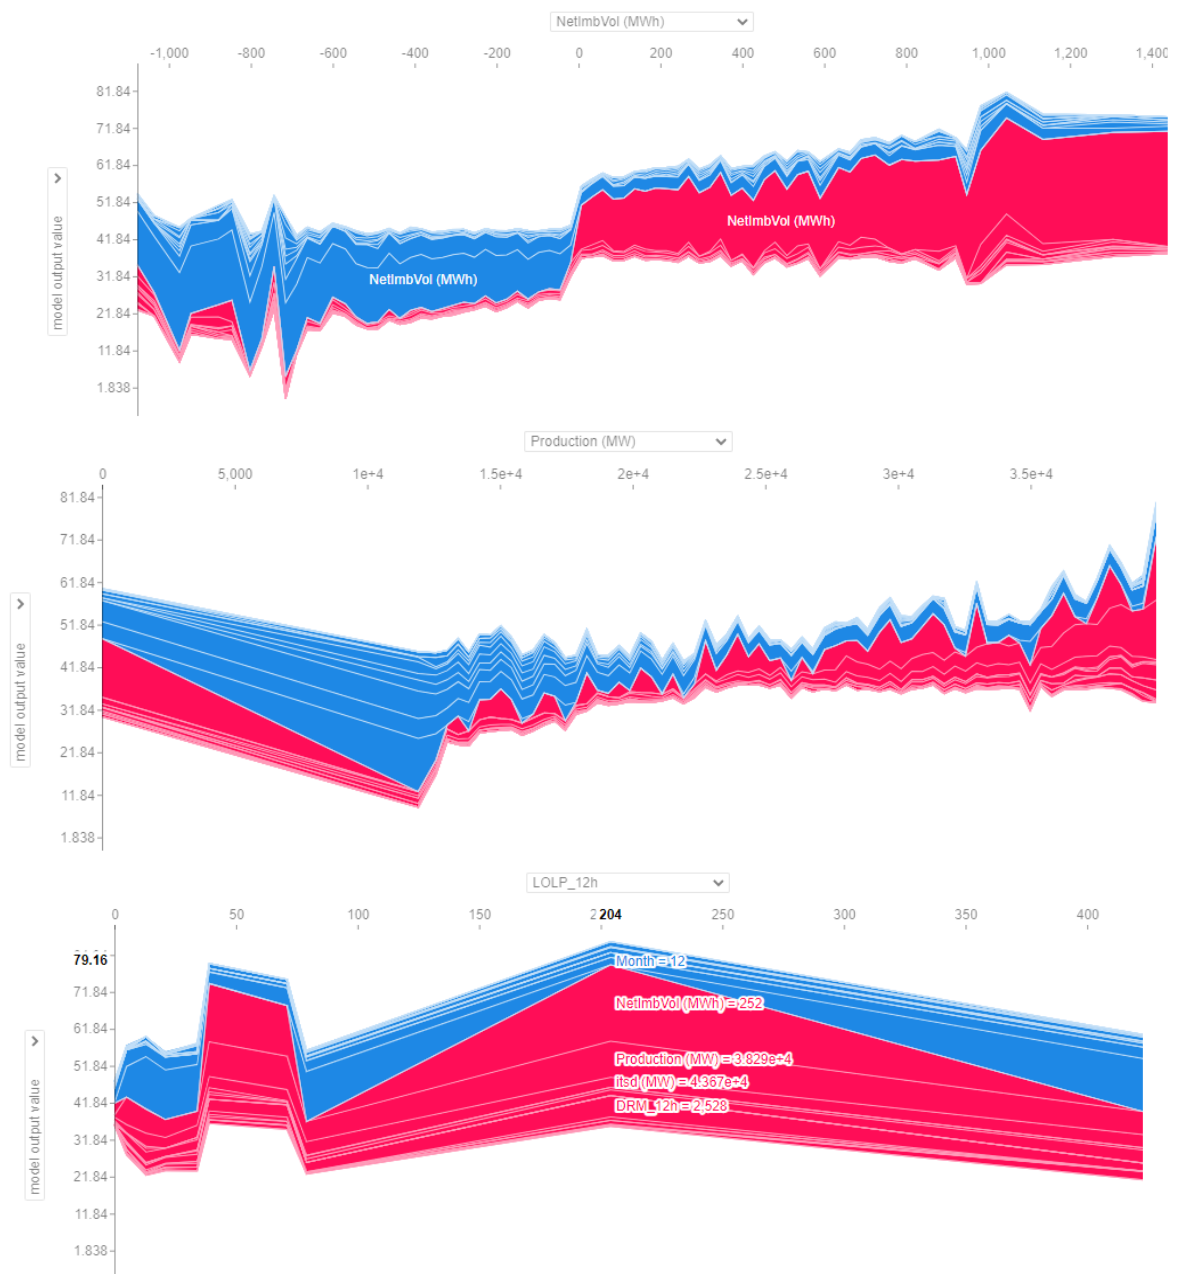 NetImbVol (MWh)
-1,000 -800 -600 -400 -200 0 200 400 600 800 1,000 1,200 1,400
81.84
71.84
61.84
51.84
41.84
31.84
21.84
11.84
1.838
model output value
NetImbVol (MWh)
NetImbVol (MWh)
Production (MW)
0 5,000 1e+4 1.5e+4 2e+4 2.5e+4 3e+4 3.5e+4
81.84
71.84
61.84
51.84
41.84
31.84
21.84
11.84
1.838
model output value
LOLP_12h
0 50 100 150 2 204 250 300 350 400
79.16
71.84
61.84
51.84
41.84
31.84
21.84
11.84
1.838
model output value
Month = 12
NetImbVol (MWh) = 252
Production (MW) = 3.829e+4
itsd (MW) = 4.367e+4
DRM_12h = 2,528